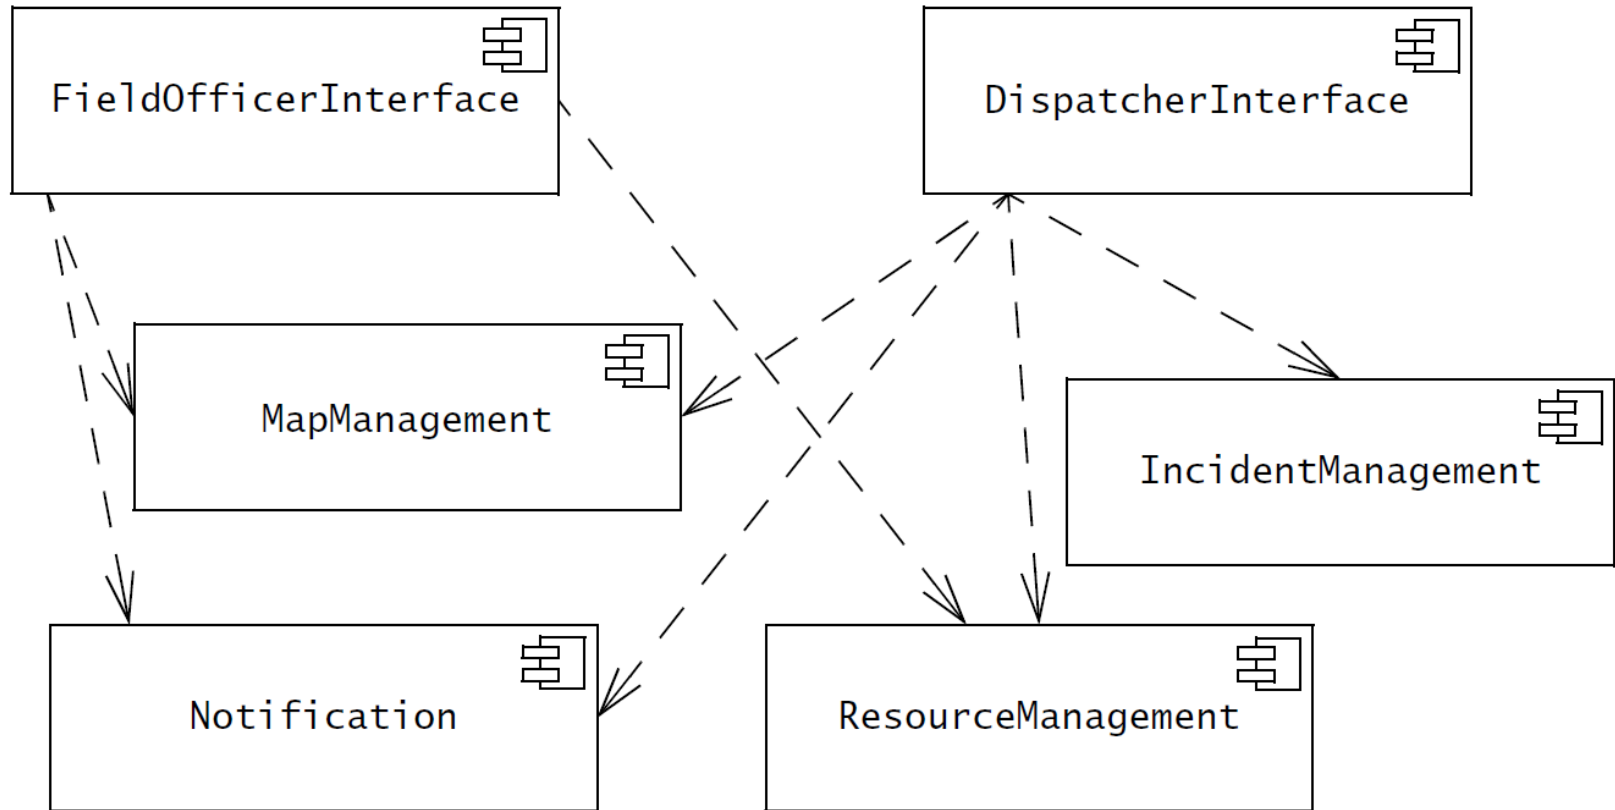 FieldOfficerInterface
DispatcherInterface
MapManagement
IncidentManagement
Notification
ResourceManagement